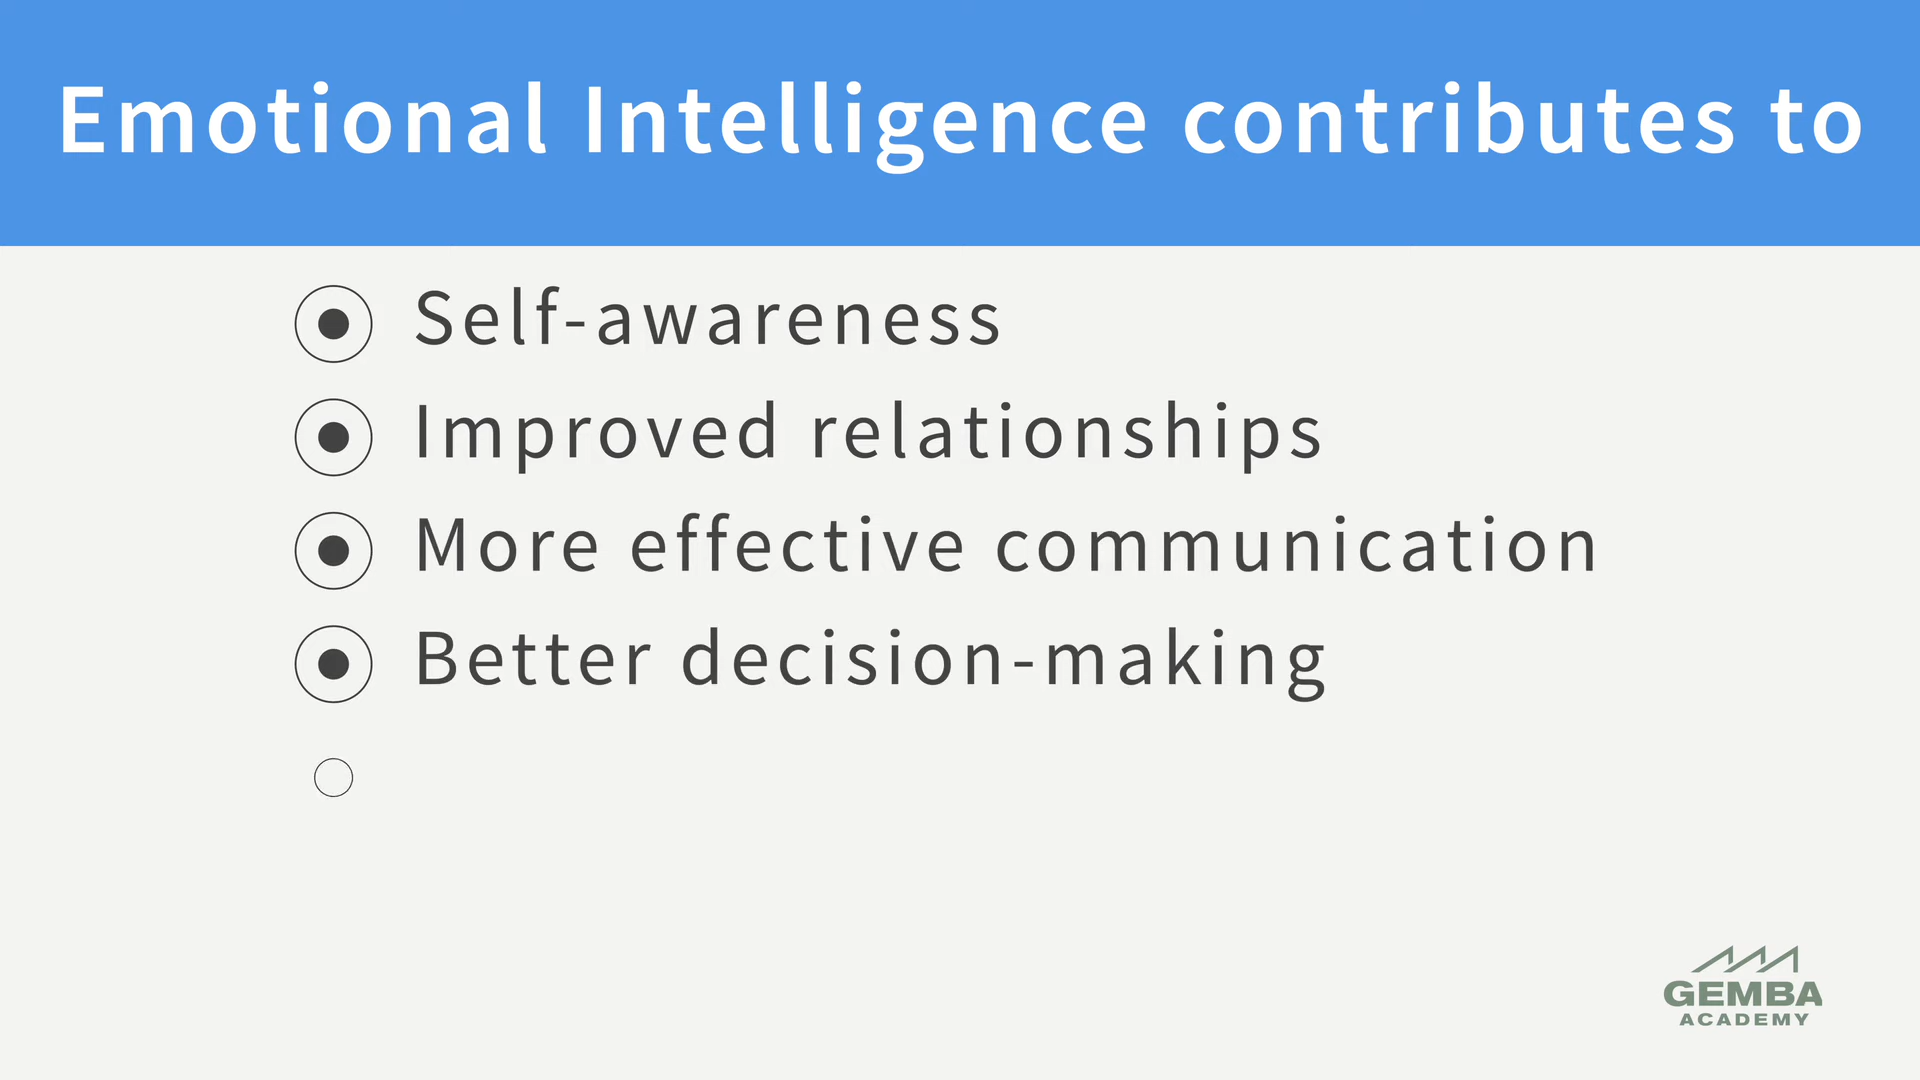 Emotional Intelligence contributes to
Self-awareness
Improved relationships
More effective communication
Better decision-making
GEMBA
ACADEMY